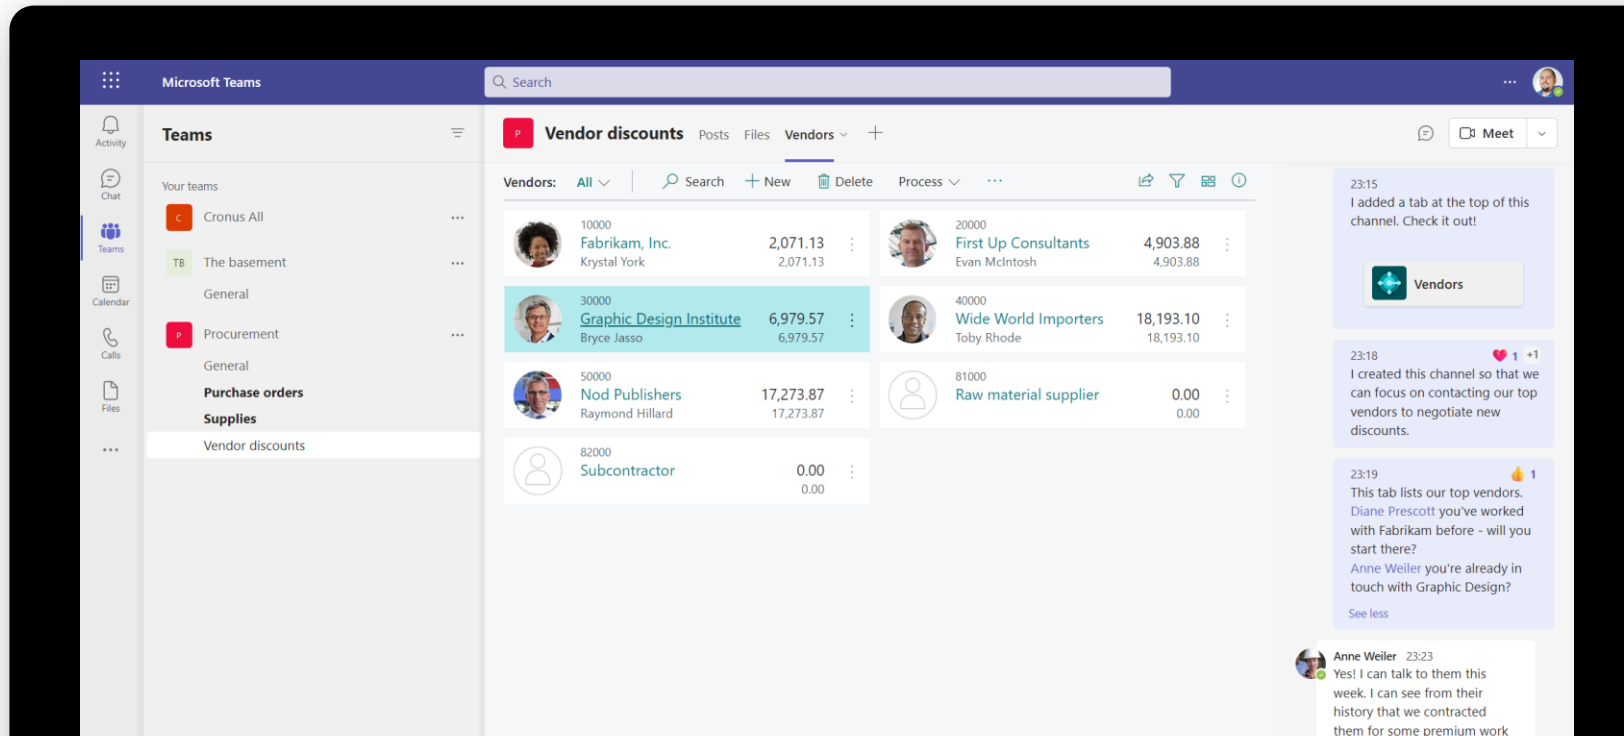 Microsoft Teams
Search
Activity
Chat
Teams
Calendar
Calls
Files
Teams
Your teams
C Cronus All
TB The basement
General
P Procurement
General
Purchase orders
Supplies
Vendor discounts
P Vendor discounts Posts Files Vendors
Meet
Vendors: All Search New Delete Process
10000
Fabrikam, Inc. 2,071.13
Krystal York 2,071.13
20000
First Up Consultants 4,903.88
Evan McIntosh 4,903.88
30000
Graphic Design Institute 6,979.57
Bryce Jasso 6,979.57
40000
Wide World Importers 18,193.10
Toby Rhode 18,193.10
50000
Nod Publishers 17,273.87
Raymond Hillard 17,273.87
81000
Raw material supplier 0.00
0.00
82000
Subcontractor 0.00
0.00
23:15
I added a tab at the top of this
channel. Check it out!
Vendors
23:18 1 +1
I created this channel so that we
can focus on contacting our top
vendors to negotiate new
discounts.
23:19 1
This tab lists our top vendors.
Diane Prescott you've worked
with Fabrikam before - will you
start there?
Anne Weiler you're already in
touch with Graphic Design?
See less
Anne Weiler 23:23
Yes! I can talk to them this
week. I can see from their
history that we contracted
them for some premium work